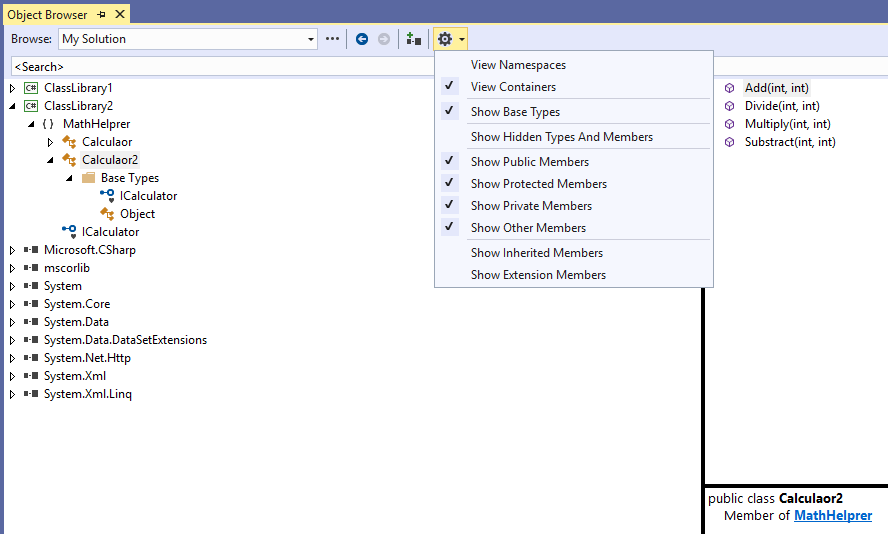 Object Browser
Browse: My Solution
<Search>
ClassLibrary1
ClassLibrary2
MathHelprer
Calculaor
Calculaor2
Base Types
ICalculator
Object
ICalculator
Microsoft.CSharp
mscorlib
System
System.Core
System.Data
System.Data.DataSetExtensions
System.Net.Http
System.Xml
System.Xml.Linq
View Namespaces
View Containers
Show Base Types
Show Hidden Types And Members
Show Public Members
Show Protected Members
Show Private Members
Show Other Members
Show Inherited Members
Show Extension Members
Add(int, int)
Divide(int, int)
Multiply(int, int)
Substract(int, int)
public class Calculaor2
Member of MathHelprer